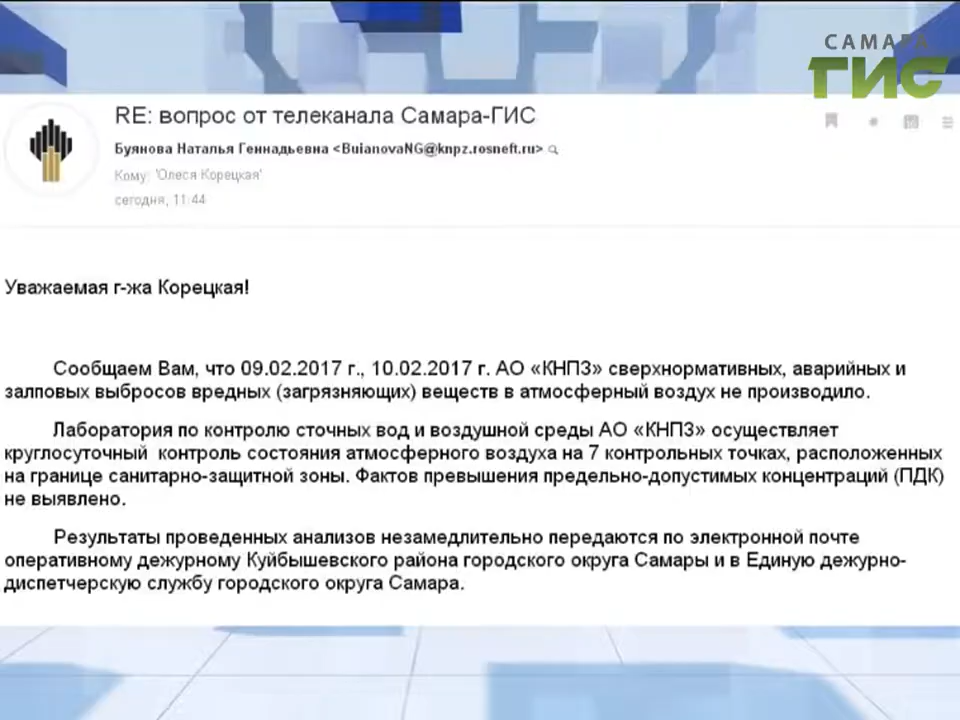 САМАРА
ГИС
RE: вопрос от телеканала Самара-ГИС
Буянова Наталья Геннадьевна <BuianovaNG@knpz.rosneft.ru>
Кому: 'Олеся Корецкая'
сегодня, 11:44
Уважаемая г-жа Корецкая!
Сообщаем Вам, что 09.02.2017 г., 10.02.2017 г. АО «КНПЗ» сверхнормативных, аварийных и
залповых выбросов вредных (загрязняющих) веществ в атмосферный воздух не производило.
Лаборатория по контролю сточных вод и воздушной среды АО «КНПЗ» осуществляет
круглосуточный контроль состояния атмосферного воздуха на 7 контрольных точках, расположенных
на границе санитарно-защитной зоны. Фактов превышения предельно-допустимых концентраций (ПДК)
не выявлено.
Результаты проведенных анализов незамедлительно передаются по электронной почте
оперативному дежурному Куйбышевского района городского округа Самары и в Единую дежурно-
диспетчерскую службу городского округа Самара.